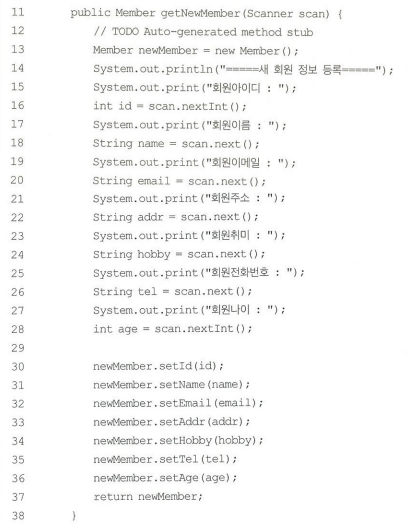 11 public Member getNewMember(Scanner scan) {
12 // TODO Auto-generated method stub
13 Member newMember = new Member();
14 System.out.println("=====새 회원 정보 등록=====");
15 System.out.print("회원아이디 : ");
16 int id = scan.nextInt();
17 System.out.print("회원이름 : ");
18 String name = scan.next();
19 System.out.print("회원이메일 : ");
20 String email = scan.next();
21 System.out.print("회원주소 : ");
22 String addr = scan.next();
23 System.out.print("회원취미 : ");
24 String hobby = scan.next();
25 System.out.print("회원전화번호 : ");
26 String tel = scan.next();
27 System.out.print("회원나이 : ");
28 int age = scan.nextInt();
29
30 newMember.setId(id);
31 newMember.setName(name);
32 newMember.setEmail(email);
33 newMember.setAddr(addr);
34 newMember.setHobby(hobby);
35 newMember.setTel(tel);
36 newMember.setAge(age);
37 return newMember;
38 }